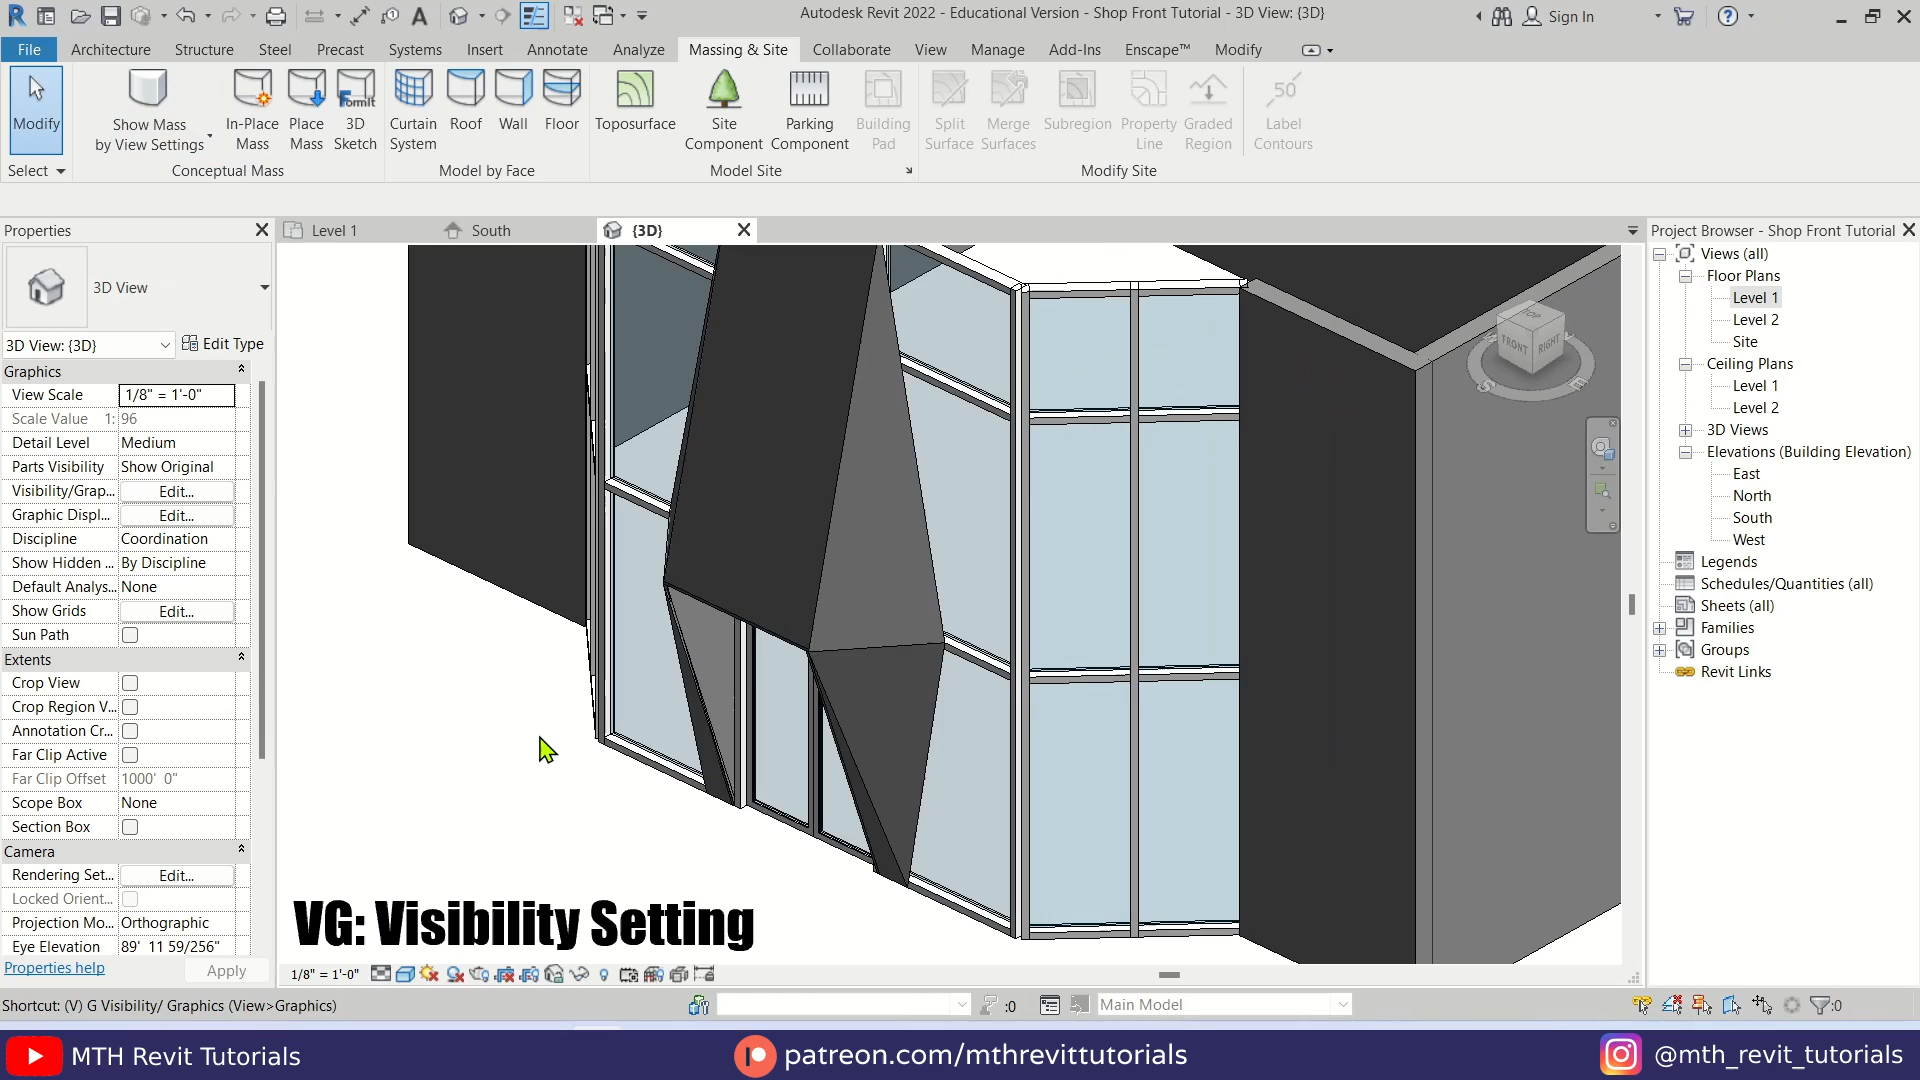 Autodesk Revit 2022 - Educational Version - Shop Front Tutorial - 3D View: {3D}
Sign In
File Architecture Structure Steel Precast Systems Insert Annotate Analyze Massing & Site Collaborate View Manage Add-Ins Enscape™ Modify
Modify
Show Mass by View Settings
In-Place Mass
Place Mass
FormIt
3D Sketch
Curtain System
Roof
Wall
Floor
Toposurface
Site Component
Parking Component
Building Pad
Split Surface
Merge Surfaces
Subregion
Property Line
Graded Region
50
Label Contours
Select
Conceptual Mass
Model by Face
Model Site
Modify Site
Properties
3D View
3D View: {3D}
Edit Type
Graphics
View Scale 1/8" = 1'-0"
Scale Value 1: 96
Detail Level Medium
Parts Visibility Show Original
Visibility/Grap... Edit...
Graphic Displ... Edit...
Discipline Coordination
Show Hidden ... By Discipline
Default Analys... None
Show Grids Edit...
Sun Path
Extents
Crop View
Crop Region V...
Annotation Cr...
Far Clip Active
Far Clip Offset 1000' 0"
Scope Box None
Section Box
Camera
Rendering Set... Edit...
Locked Orient...
Projection Mo... Orthographic
Eye Elevation 89' 11 59/256"
Properties help
Apply
Level 1
South
{3D}
TOP
FRONT
RIGHT
S
E
VG: Visibility Setting
1/8" = 1'-0"
Project Browser - Shop Front Tutorial
Views (all)
Floor Plans
Level 1
Level 2
Site
Ceiling Plans
Level 1
Level 2
3D Views
Elevations (Building Elevation)
East
North
South
West
Legends
Schedules/Quantities (all)
Sheets (all)
Families
Groups
Revit Links
Shortcut: (V) G Visibility/ Graphics (View>Graphics)
:0
Main Model
:0
MTH Revit Tutorials
patreon.com/mthrevittutorials
@mth_revit_tutorials